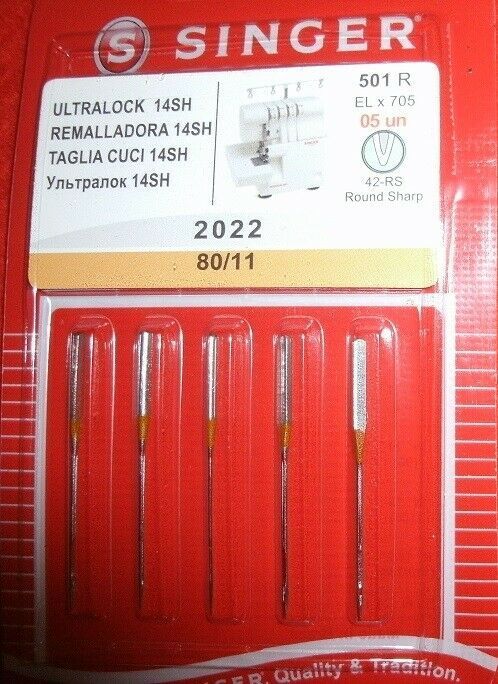 S SINGER
ULTRALOCK 14SH
REMALLADORA 14SH
TAGLIA CUCI 14SH
Ультралок 14SH
501 R
EL x 705
05 un
42-RS
Round Sharp
2022
80/11
SINGER. Quality & Tradition.